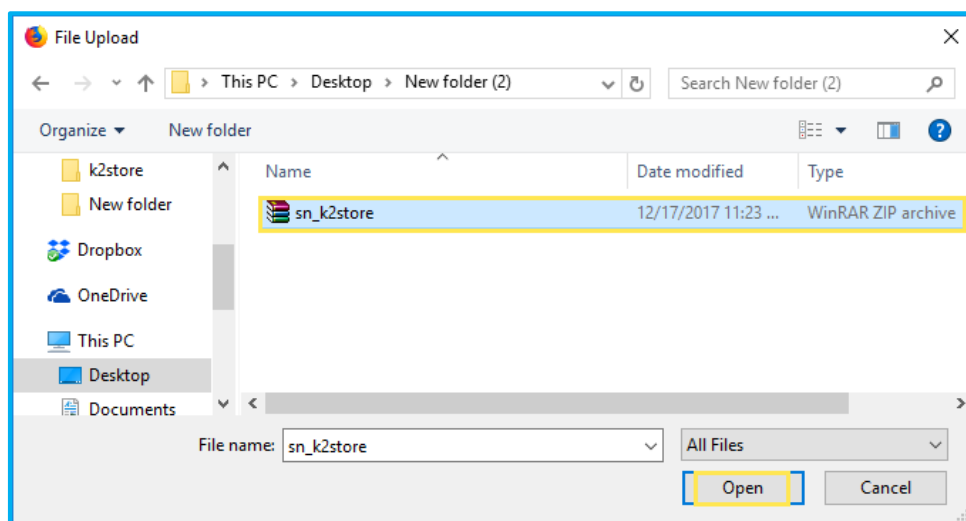 File Upload
This PC > Desktop > New folder (2)
Search New folder (2)
Organize
New folder
k2store
New folder
Dropbox
OneDrive
This PC
Desktop
Documents
Name
Date modified
Type
sn_k2store
12/17/2017 11:23 ...
WinRAR ZIP archive
File name:
sn_k2store
All Files
Open
Cancel